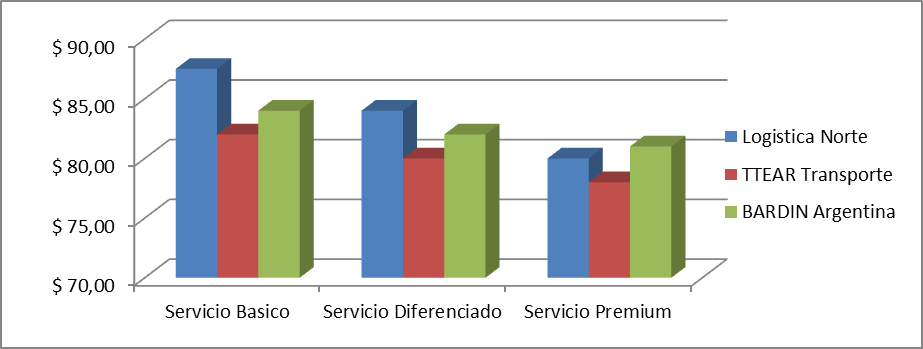 $ 90,00
$ 85,00
$ 80,00
$ 75,00
$ 70,00
Servicio Basico
Servicio Diferenciado
Servicio Premium
Logistica Norte
TTEAR Transporte
BARDIN Argentina